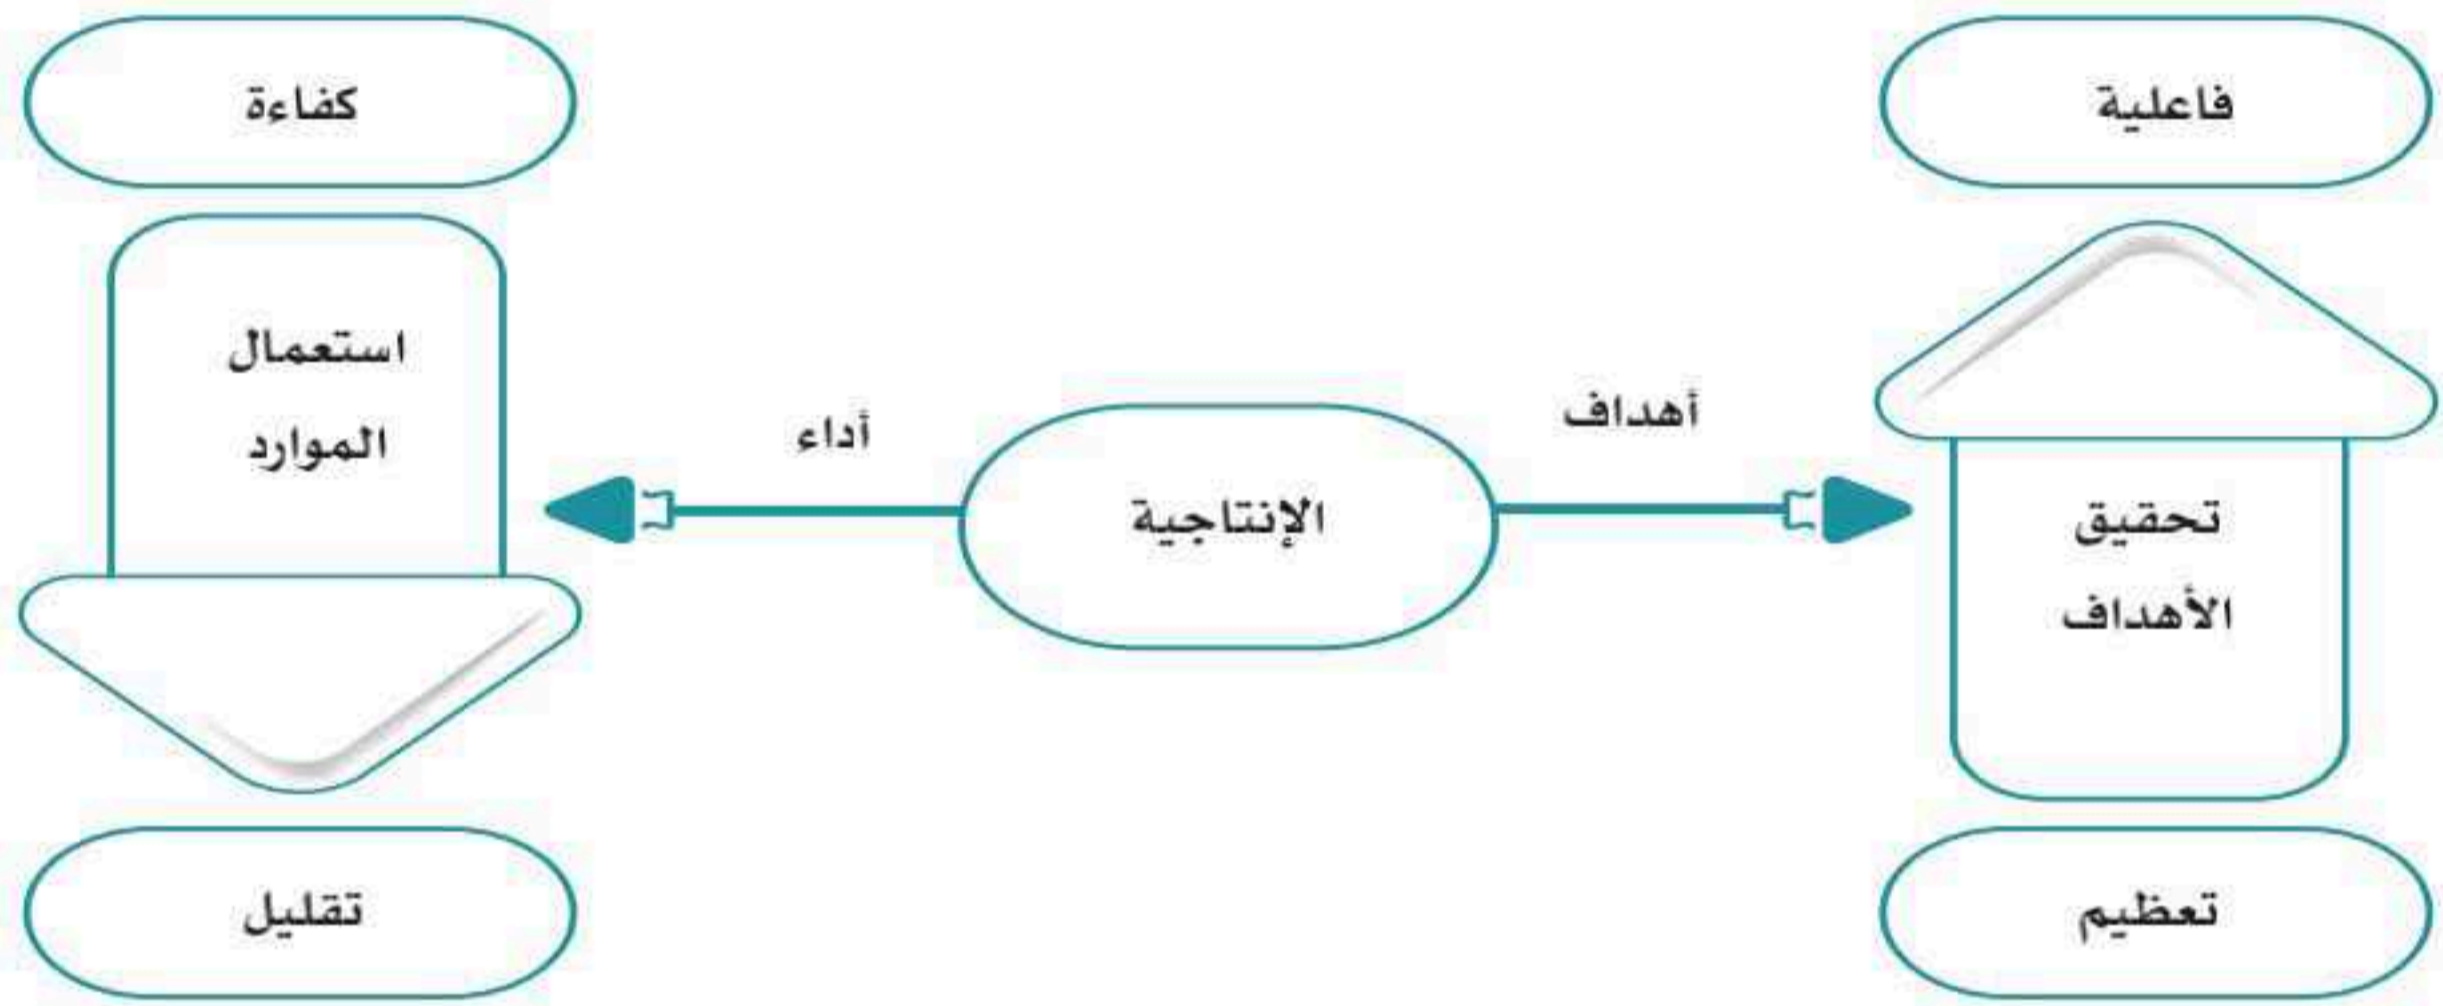 فاعلية
كفاءة
تحقيق
الأهداف
أهداف
الإنتاجية
أداء
استعمال
الموارد
تعظيم
تقليل